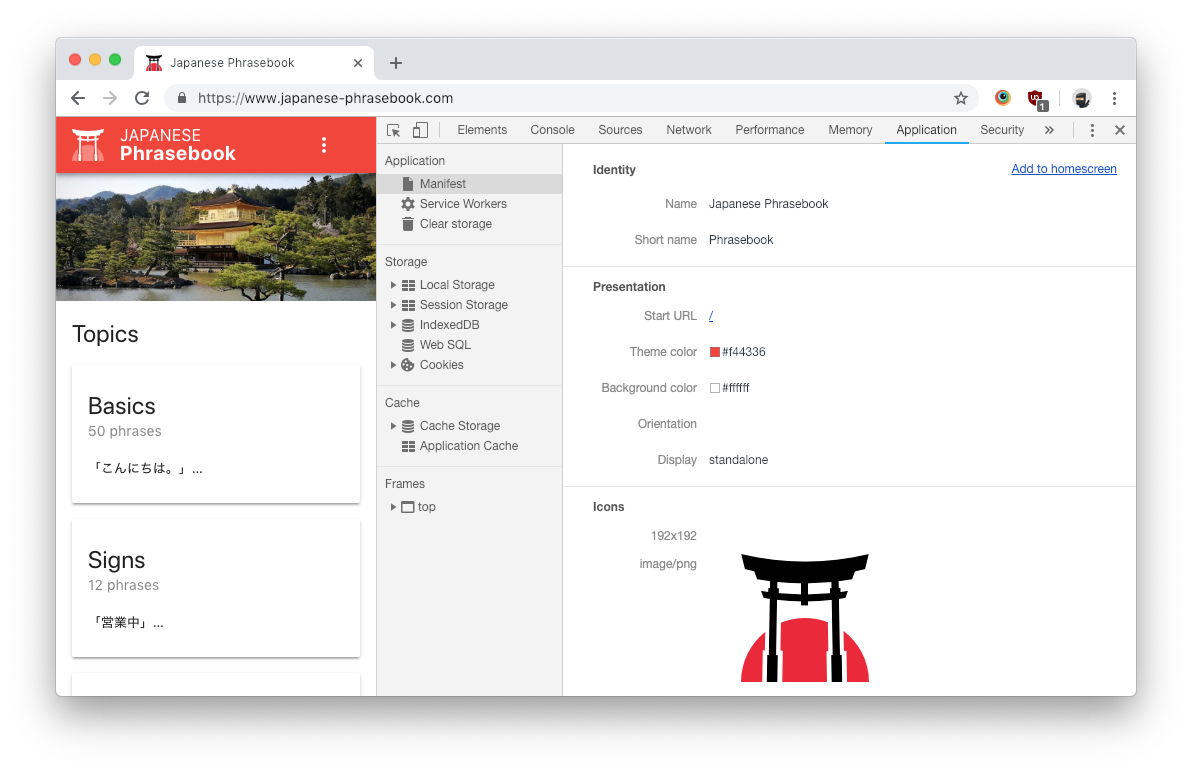 Japanese Phrasebook
https://www.japanese-phrasebook.com
1
JAPANESE
Phrasebook
Topics
Basics
50 phrases
「こんにちは。」...
Signs
12 phrases
「営業中」...
Elements Console Sources Network Performance Memory Application Security »
Application
Manifest
Service Workers
Clear storage
Storage
Local Storage
Session Storage
IndexedDB
Web SQL
Cookies
Cache
Cache Storage
Application Cache
Frames
top
Identity Add to homescreen
Name Japanese Phrasebook
Short name Phrasebook
Presentation
Start URL /
Theme color #f44336
Background color #ffffff
Orientation
Display standalone
Icons
192x192
image/png